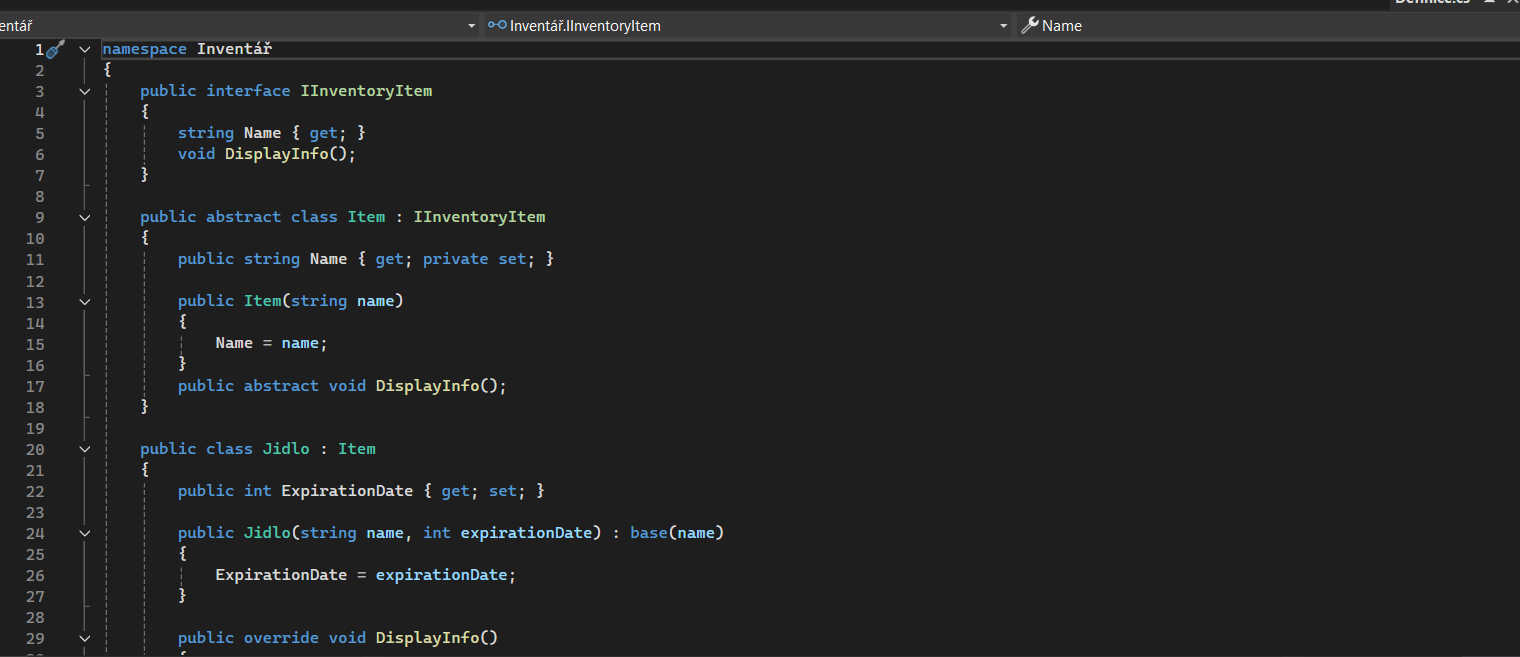 Definice.cs
entář Inventář.IInventoryItem Name
1 namespace Inventář
2 {
3 public interface IInventoryItem
4 {
5 string Name { get; }
6 void DisplayInfo();
7 }
8
9 public abstract class Item : IInventoryItem
10 {
11 public string Name { get; private set; }
12
13 public Item(string name)
14 {
15 Name = name;
16 }
17 public abstract void DisplayInfo();
18 }
19
20 public class Jidlo : Item
21 {
22 public int ExpirationDate { get; set; }
23
24 public Jidlo(string name, int expirationDate) : base(name)
25 {
26 ExpirationDate = expirationDate;
27 }
28
29 public override void DisplayInfo()